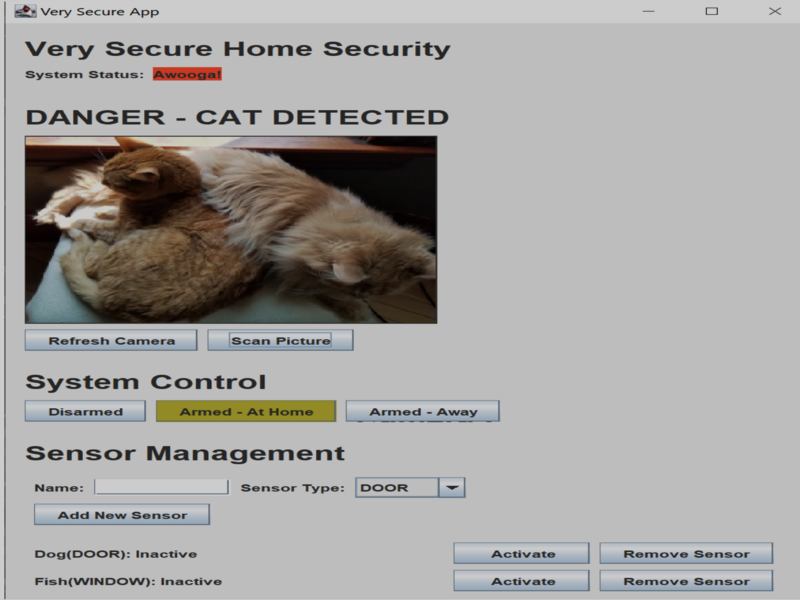 Very Secure App
Very Secure Home Security
System Status: Awooga!
DANGER - CAT DETECTED
Refresh Camera Scan Picture
System Control
Disarmed Armed - At Home Armed - Away
Sensor Management
Name: Sensor Type: DOOR
Add New Sensor
Dog(DOOR): Inactive Activate Remove Sensor
Fish(WINDOW): Inactive Activate Remove Sensor